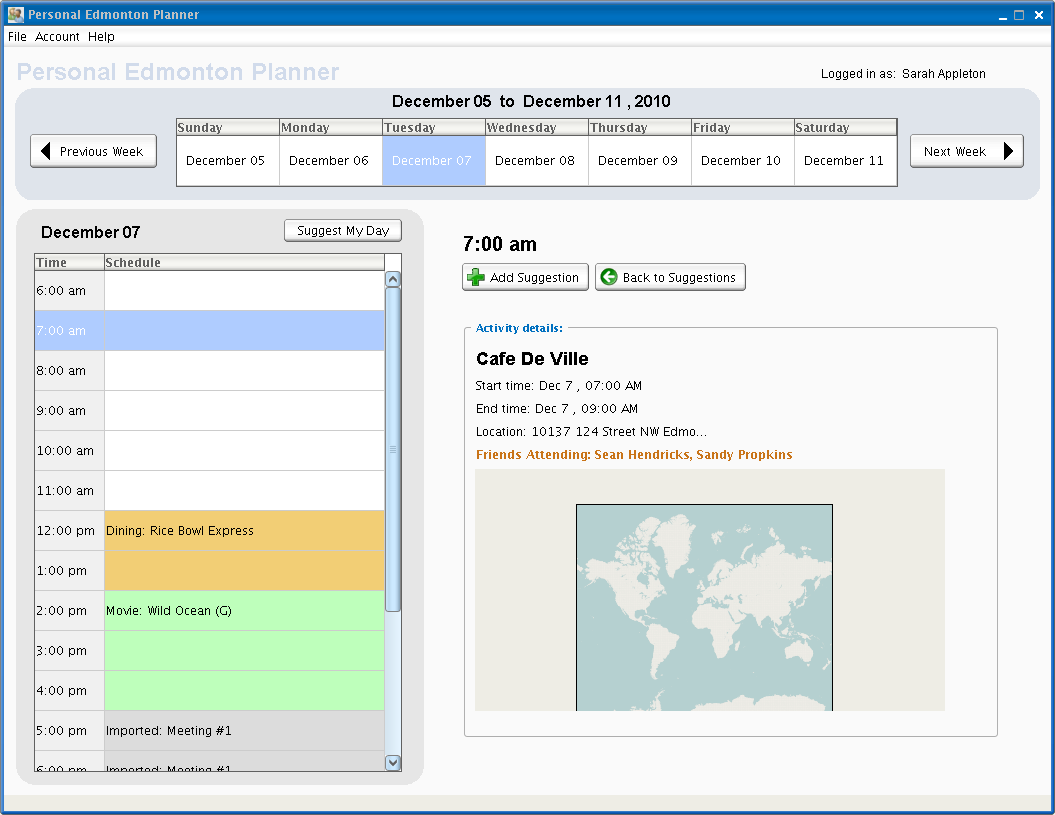 Personal Edmonton Planner
File Account Help
Personal Edmonton Planner
Logged in as: Sarah Appleton
December 05 to December 11 , 2010
Previous Week
Sunday Monday Tuesday Wednesday Thursday Friday Saturday
December 05 December 06 December 07 December 08 December 09 December 10 December 11
Next Week
December 07
Suggest My Day
Time Schedule
6:00 am
7:00 am
8:00 am
9:00 am
10:00 am
11:00 am
12:00 pm Dining: Rice Bowl Express
1:00 pm
2:00 pm Movie: Wild Ocean (G)
3:00 pm
4:00 pm
5:00 pm Imported: Meeting #1
6:00 pm Imported: Meeting #1
7:00 am
Add Suggestion Back to Suggestions
Activity details:
Cafe De Ville
Start time: Dec 7 , 07:00 AM
End time: Dec 7 , 09:00 AM
Location: 10137 124 Street NW Edmo...
Friends Attending: Sean Hendricks, Sandy Propkins